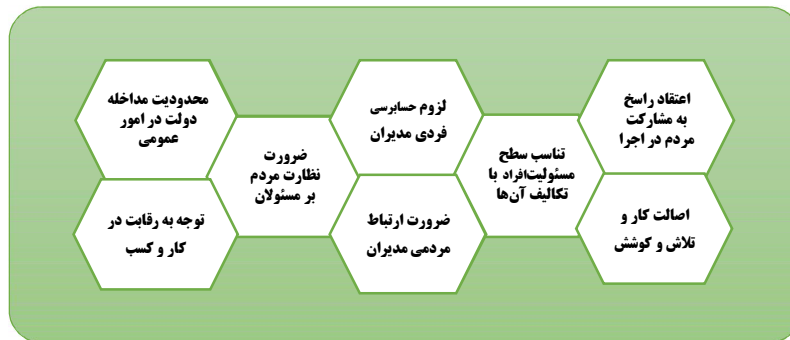 اعتقاد راسخ
به مشارکت
مردم در اجرا
اصالت کار و
تلاش و کوشش
تناسب سطح
مسئولیت‌افراد با
تکالیف آن‌ها
لزوم حسابرسی
فردی مدیران
ضرورت ارتباط
مردمی مدیران
ضرورت
نظارت مردم
بر مسئولان
محدودیت مداخله
دولت در امور
عمومی
توجه به رقابت در
کار و کسب